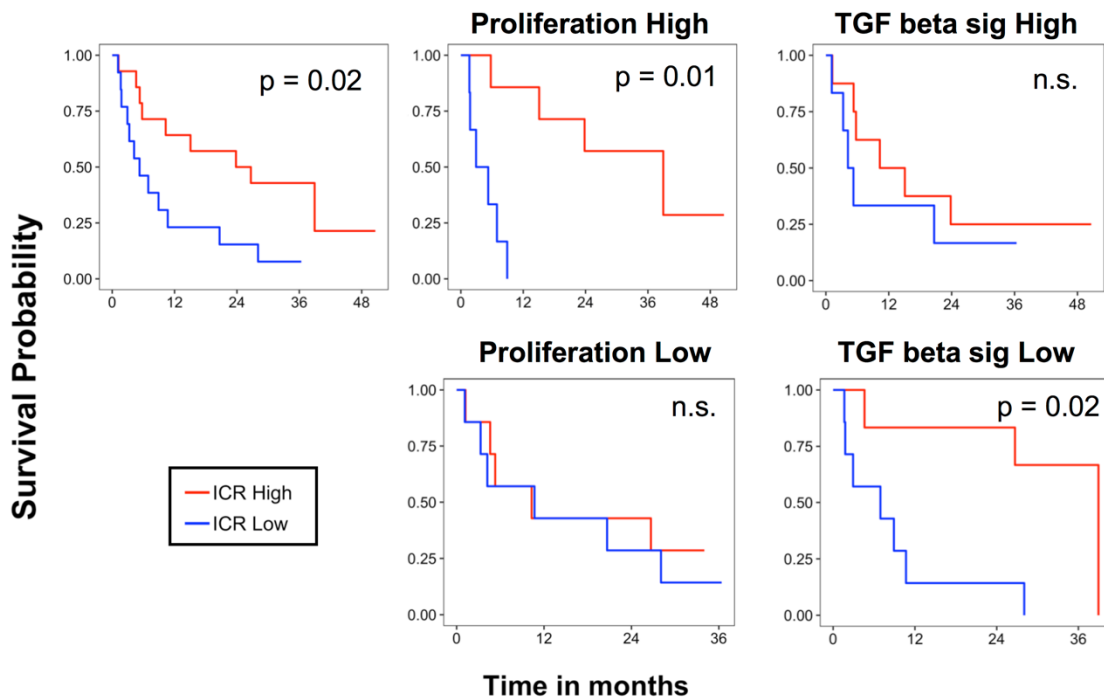 Proliferation High
TGF beta sig High
Survival Probability
1.00
0.75
0.50
0.25
0.00
p = 0.02
0 12 24 36 48
1.00
0.75
0.50
0.25
0.00
p = 0.01
0 12 24 36 48
1.00
0.75
0.50
0.25
0.00
n.s.
0 12 24 36 48
Proliferation Low
TGF beta sig Low
ICR High
ICR Low
1.00
0.75
0.50
0.25
0.00
n.s.
0 12 24 36
1.00
0.75
0.50
0.25
0.00
p = 0.02
0 12 24 36
Time in months